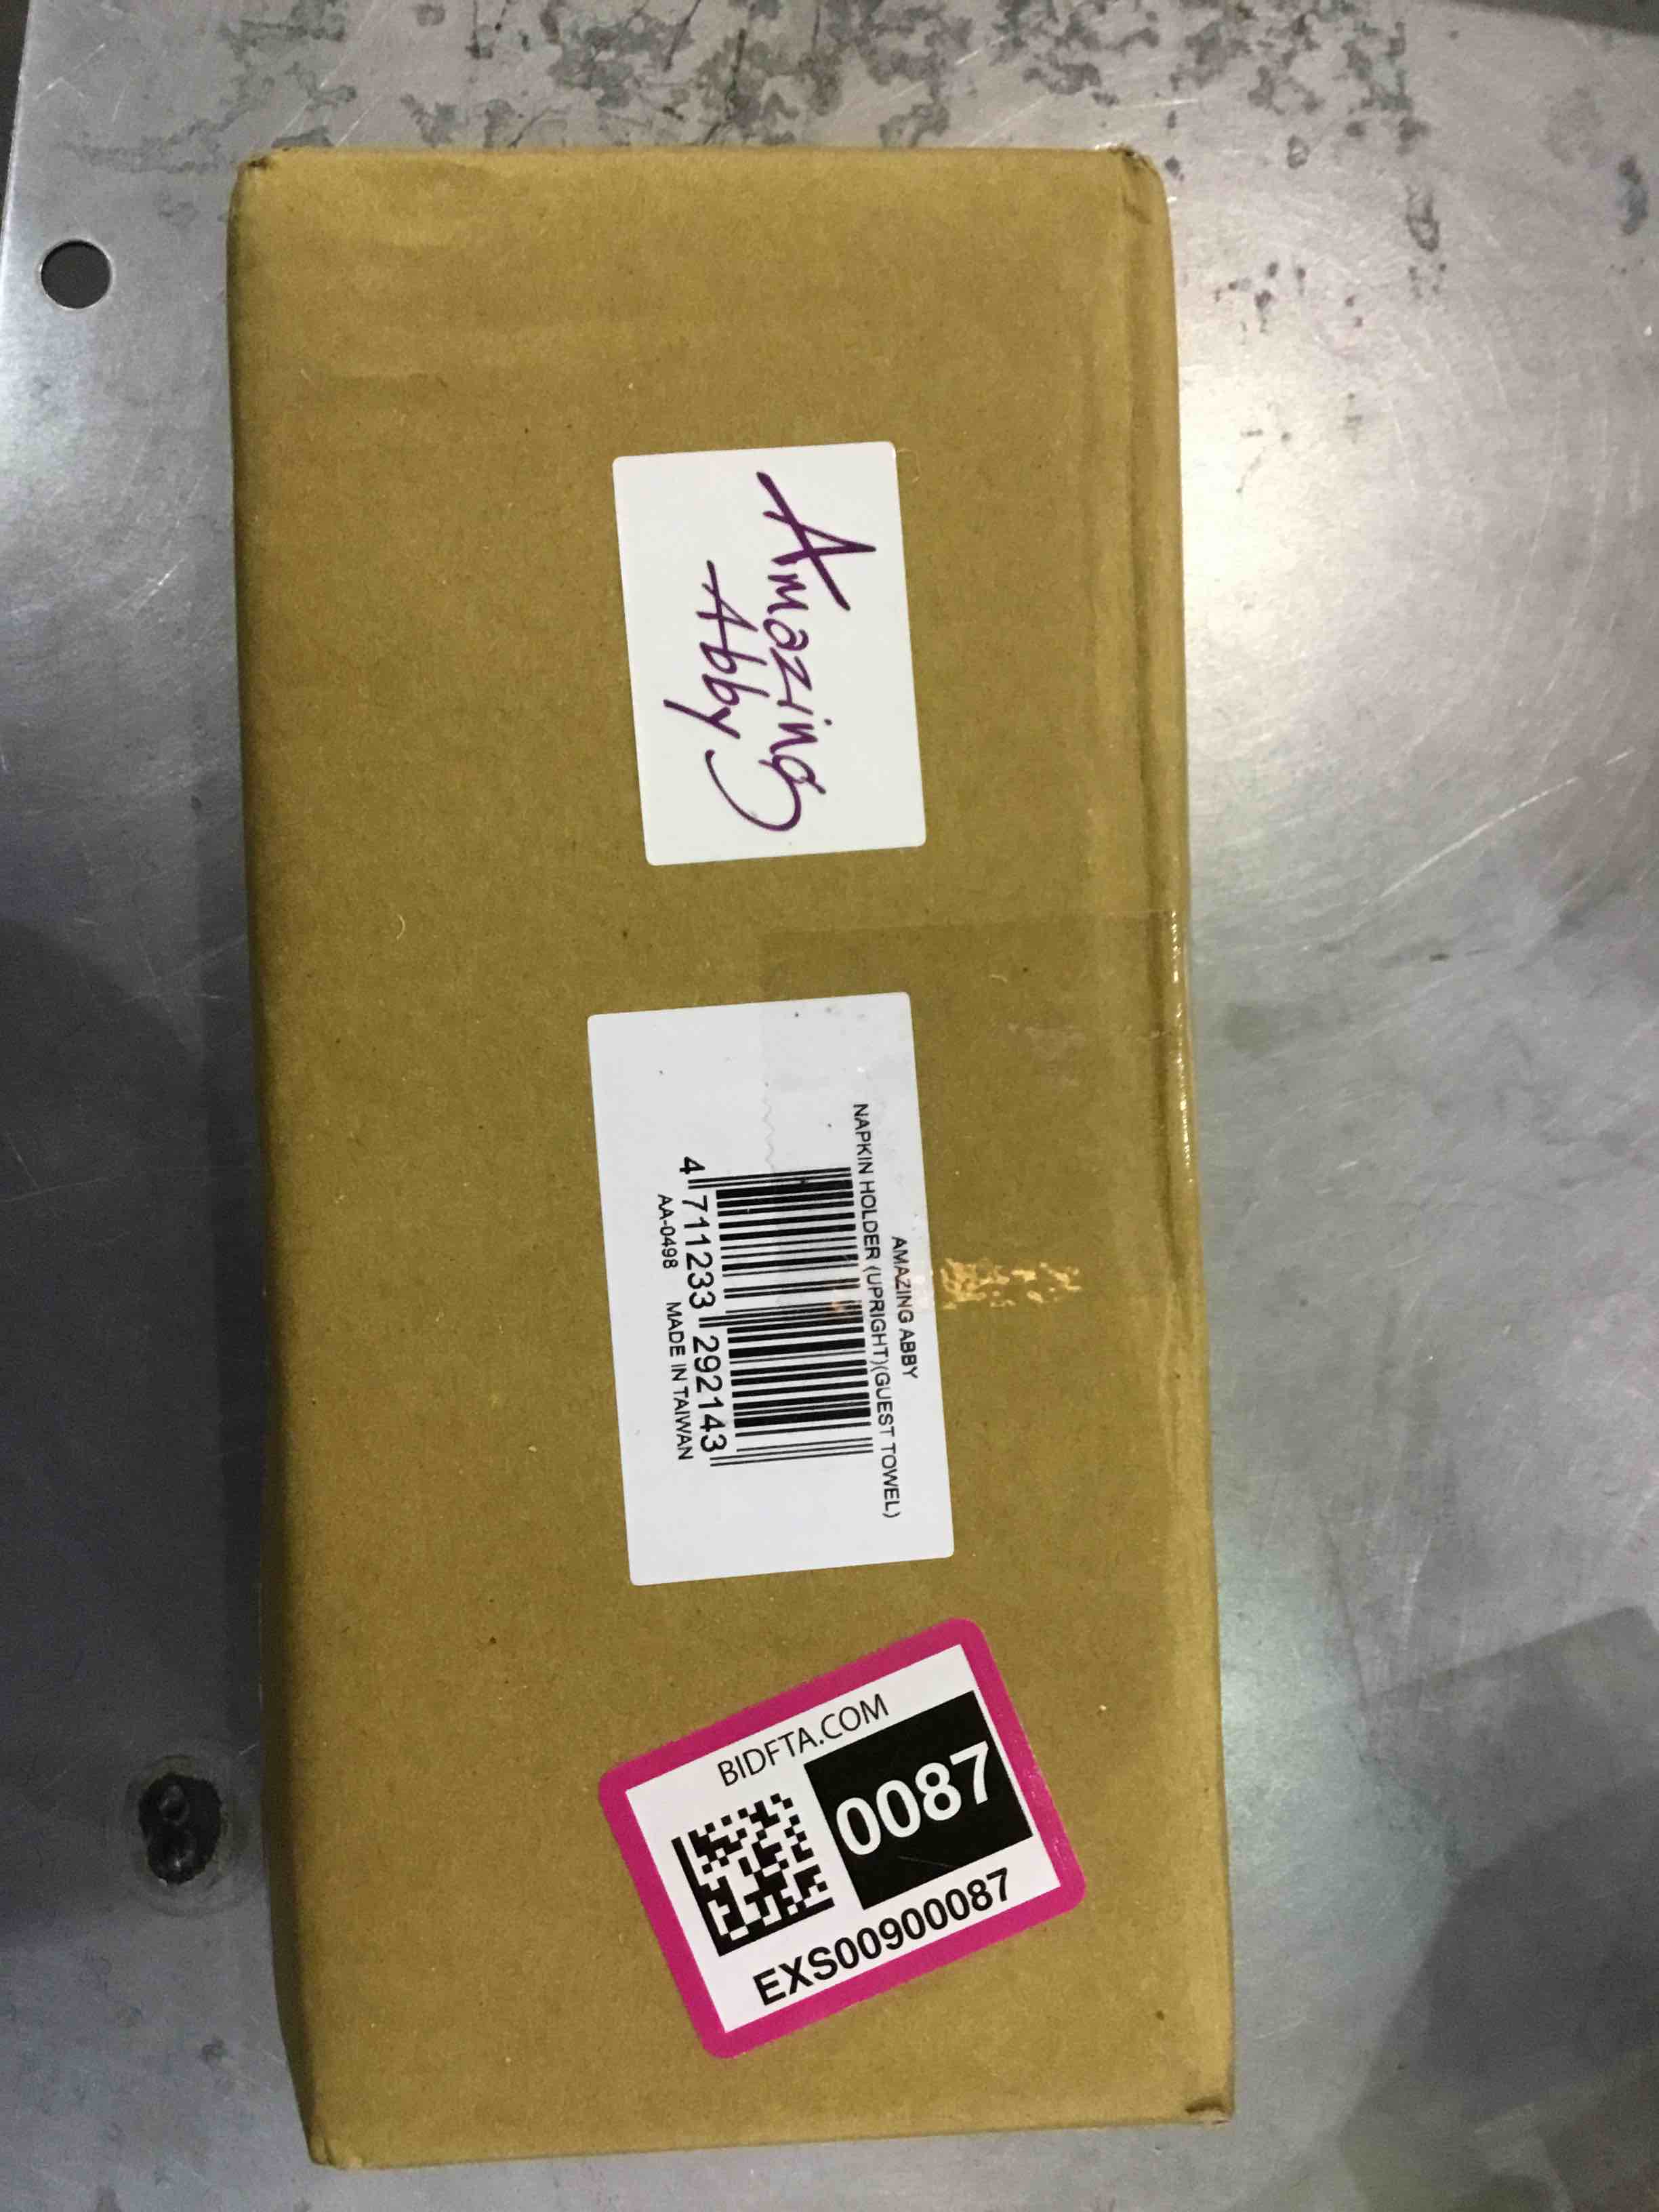 Amazing
Abby
AMAZING ABBY
NAPKIN HOLDER (UPRIGHT)(GUEST TOWEL)
4 711233 292143
AA-0498 MADE IN TAIWAN
BIDFTA.COM
0087
EXS00900087